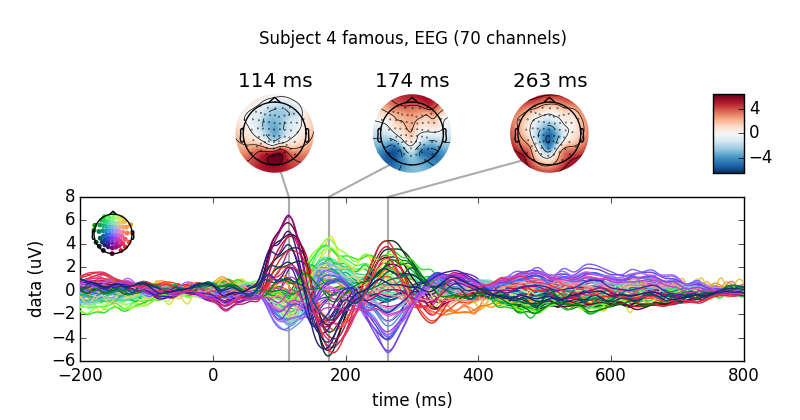 Subject 4 famous, EEG (70 channels)
114 ms 174 ms 263 ms
4
0
−4
8
6
4
2
0
−2
−4
−6
data (uV)
−200 0 200 400 600 800
time (ms)